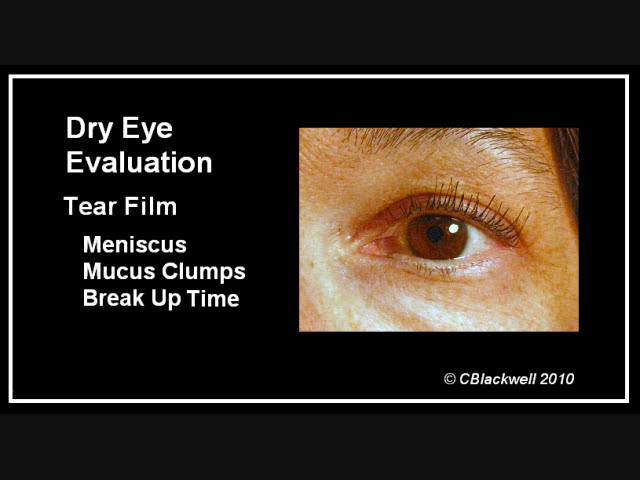 Dry Eye
Evaluation
Tear Film
Meniscus
Mucus Clumps
Break Up Time
© CBlackwell 2010